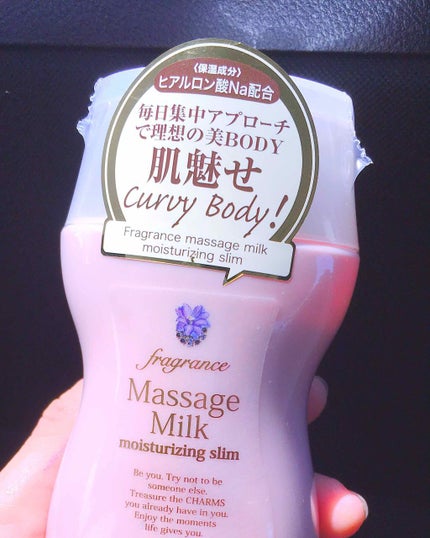 〈保湿成分〉
ヒアルロン酸Na配合
毎日集中アプローチ
で理想の美BODY
肌魅せ
Curvy Body!
Fragrance massage milk
moisturizing slim
fragrance
Massage
Milk
moisturizing slim
Be you. Try not to be
someone else.
Treasure the CHARMS
you already have in you.
Enjoy the moments
life gives you.